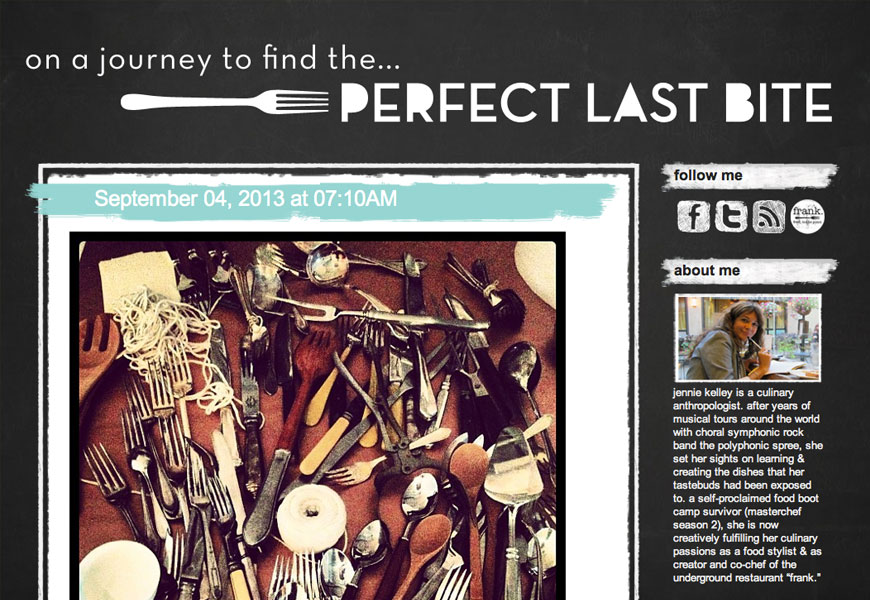 on a journey to find the...
PERFECT LAST BITE
September 04, 2013 at 07:10AM
follow me
frank.
about me
jennie kelley is a culinary
anthropologist. after years of
musical tours around the world
with choral symphonic rock
band the polyphonic spree, she
set her sights on learning &
creating the dishes that her
tastebuds had been exposed
to. a self-proclaimed food boot
camp survivor (masterchef
season 2), she is now
creatively fulfilling her culinary
passions as a food stylist & as
creator and co-chef of the
underground restaurant "frank."